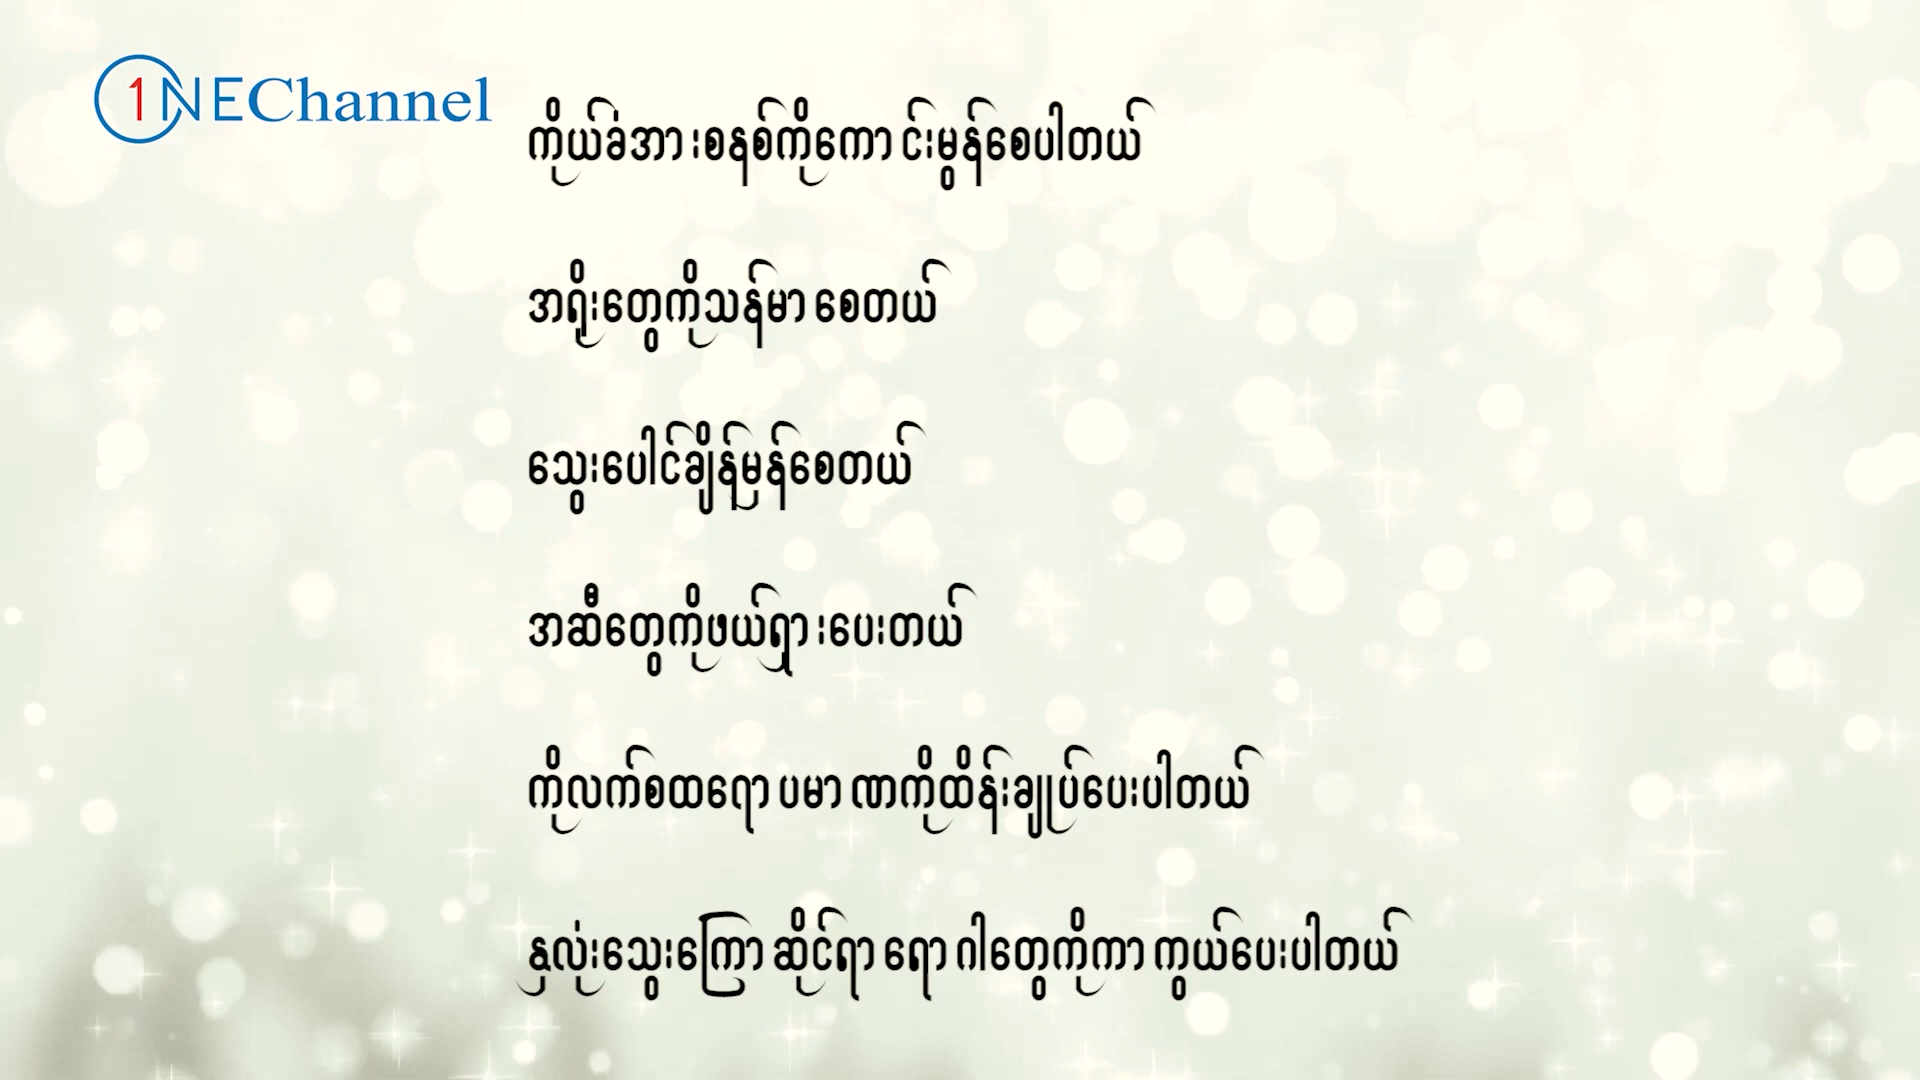 1NEChannel
ကိုယ်ခံအားစနစ်ကိုကောင်းမွန်စေပါတယ်
အရိုးတွေကိုသန်မာစေတယ်
သွေးပေါင်ချိန်မှန်စေတယ်
အဆီတွေကိုဖယ်ရှားပေးတယ်
ကိုလက်စထရောပမာဏကိုထိန်းချုပ်ပေးပါတယ်
နှလုံးသွေးကြောဆိုင်ရာရောဂါတွေကိုကာကွယ်ပေးပါတယ်